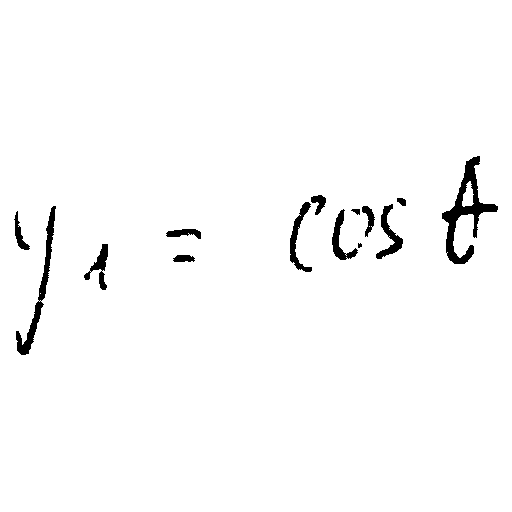 y₁ = cos θ